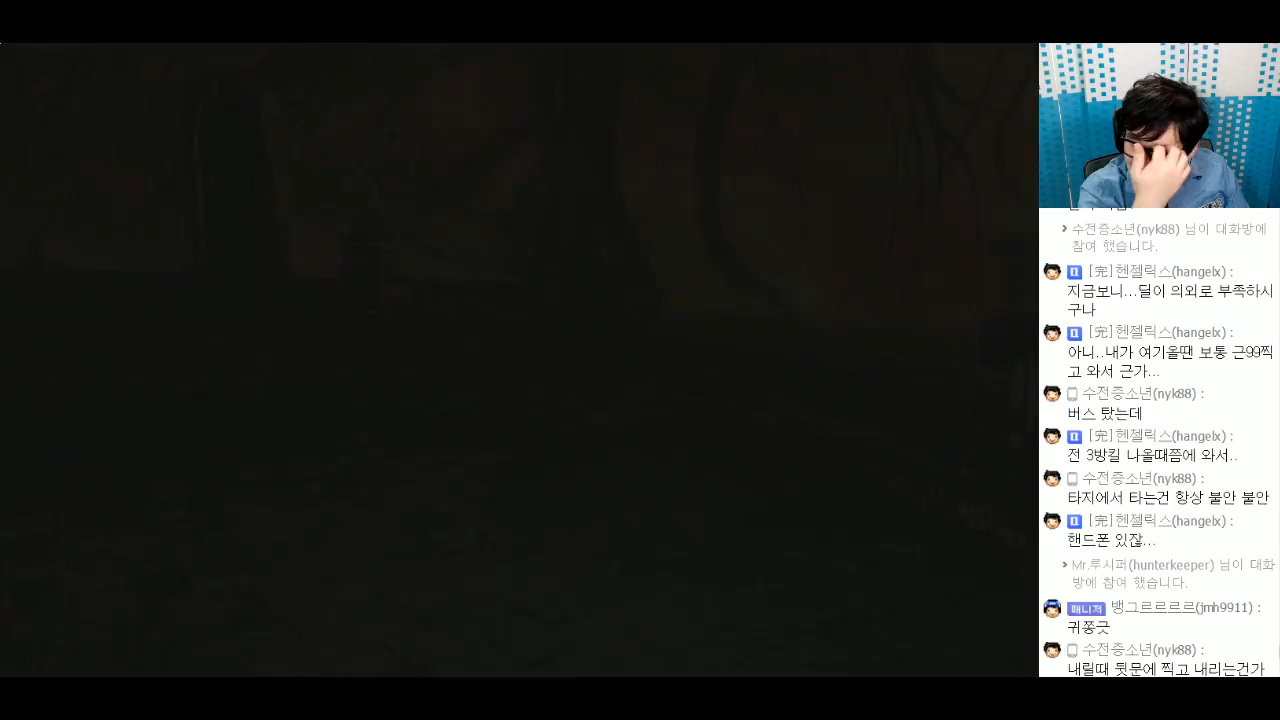 수전증소년(nyk88) 님이 대화방에
참여 했습니다.
[完]헨젤릭스(hangelx) :
지금보니...딜이 의외로 부족하시
구나
[完]헨젤릭스(hangelx) :
아니..내가 여기올땐 보통 근99찍
고 와서 근가...
수전증소년(nyk88) :
버스 탔는데
[完]헨젤릭스(hangelx) :
전 3방킬 나올때쯤에 와서..
수전증소년(nyk88) :
타지에서 타는건 항상 불안 불안
[完]헨젤릭스(hangelx) :
핸드폰 있잖...
Mr.루시퍼(hunterkeeper) 님이 대화
방에 참여 했습니다.
매니저 뱅그르르르르(jmh9911) :
귀쫑긋
수전증소년(nyk88) :
내릴때 뒷문에 찍고 내리는건가